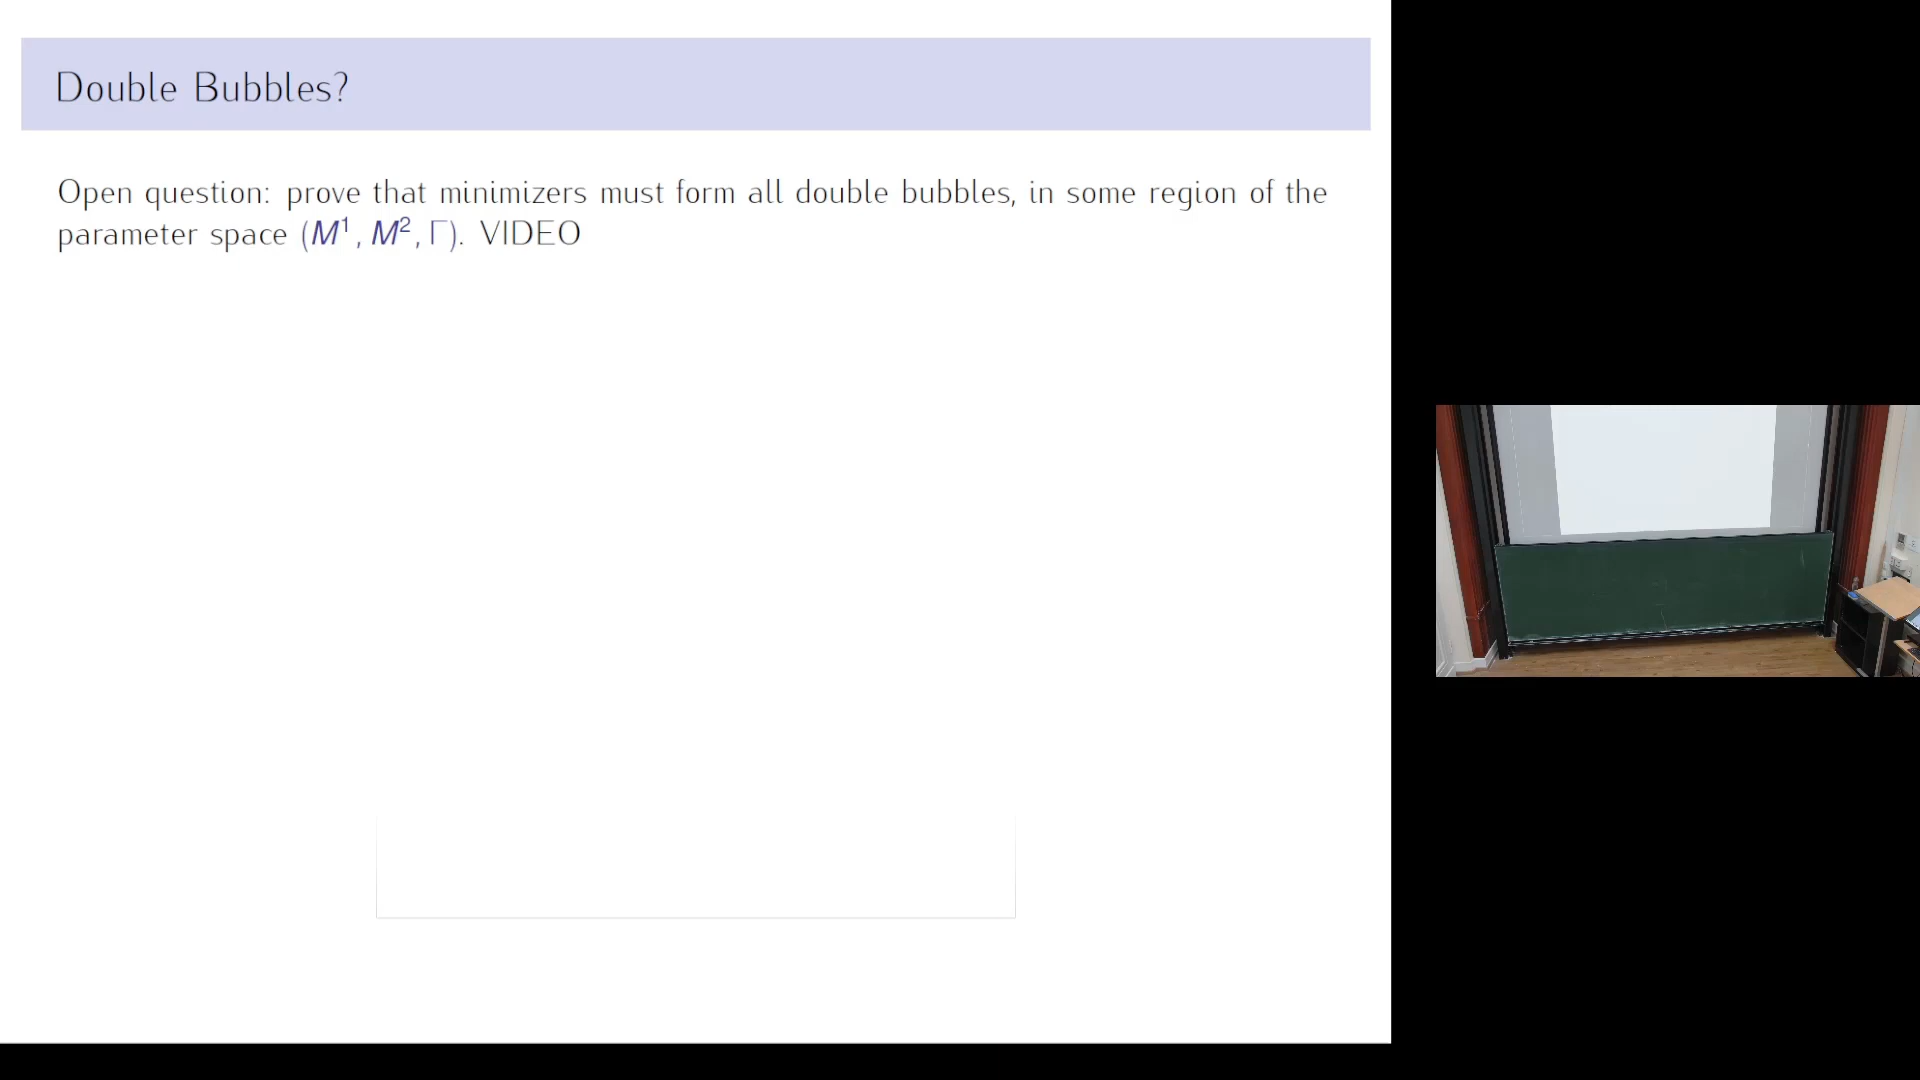 Double Bubbles?
Open question: prove that minimizers must form all double bubbles, in some region of the
parameter space (M¹, M², Γ). VIDEO